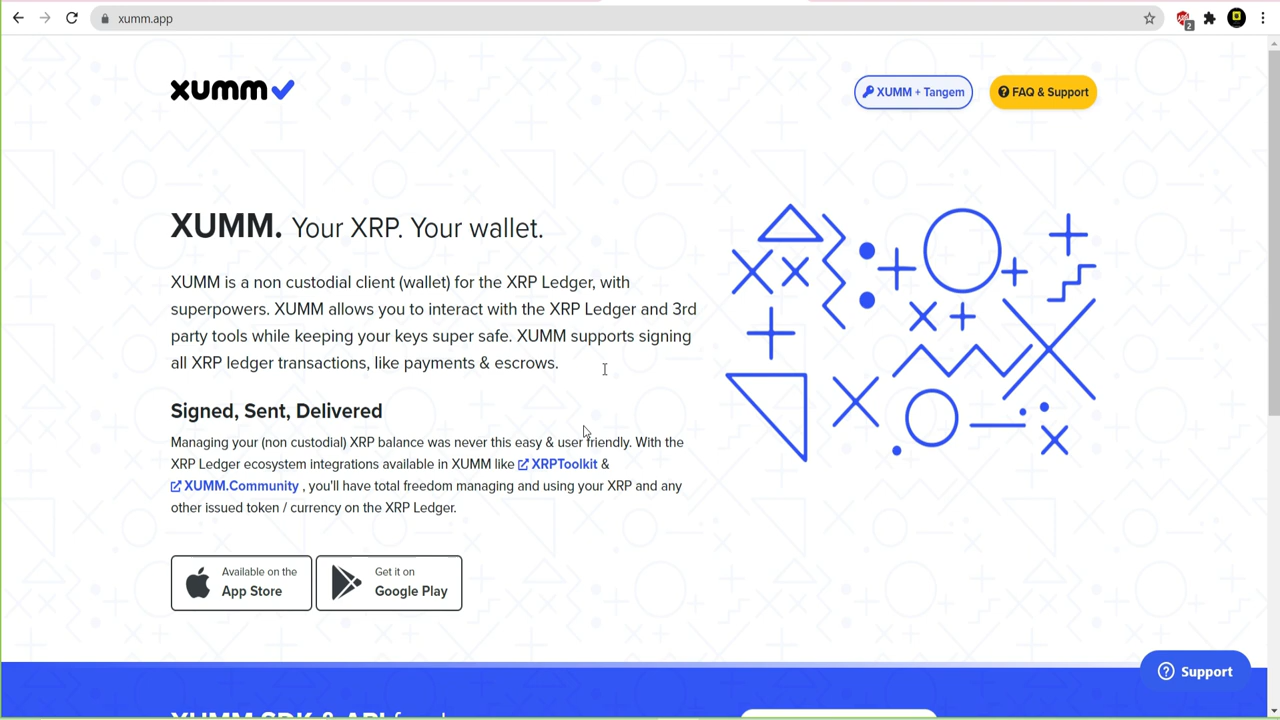 xumm.app
2
xumm
XUMM + Tangem
FAQ & Support
XUMM. Your XRP. Your wallet.
XUMM is a non custodial client (wallet) for the XRP Ledger, with
superpowers. XUMM allows you to interact with the XRP Ledger and 3rd
party tools while keeping your keys super safe. XUMM supports signing
all XRP ledger transactions, like payments & escrows.
Signed, Sent, Delivered
Managing your (non custodial) XRP balance was never this easy & user friendly. With the
XRP Ledger ecosystem integrations available in XUMM like XRPToolkit &
XUMM.Community , you'll have total freedom managing and using your XRP and any
other issued token / currency on the XRP Ledger.
Available on the
App Store
Get it on
Google Play
Support
XUMM SDK & API for